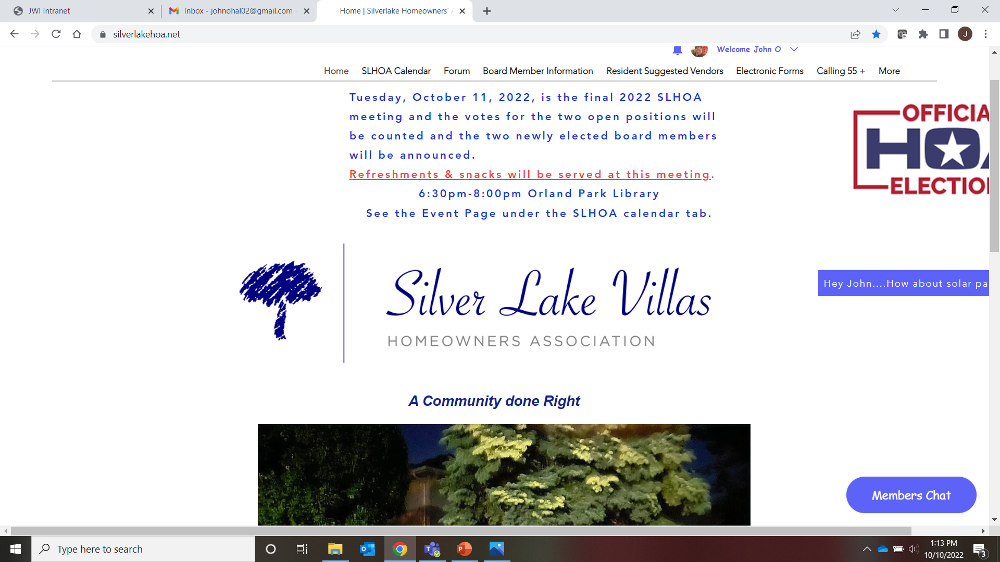 JWI Intranet
Inbox - johnohal02@gmail.com -
Home | Silverlake Homeowners'
silverlakehoa.net
J
Welcome John O
Home SLHOA Calendar Forum Board Member Information Resident Suggested Vendors Electronic Forms Calling 55 + More
Tuesday, October 11, 2022, is the final 2022 SLHOA
meeting and the votes for the two open positions will
be counted and the two newly elected board members
will be announced.
Refreshments & snacks will be served at this meeting.
6:30pm-8:00pm Orland Park Library
See the Event Page under the SLHOA calendar tab.
OFFICIA
HOA
ELECTIO
Silver Lake Villas
HOMEOWNERS ASSOCIATION
Hey John....How about solar pa
A Community done Right
Members Chat
Type here to search
1:13 PM
10/10/2022
3